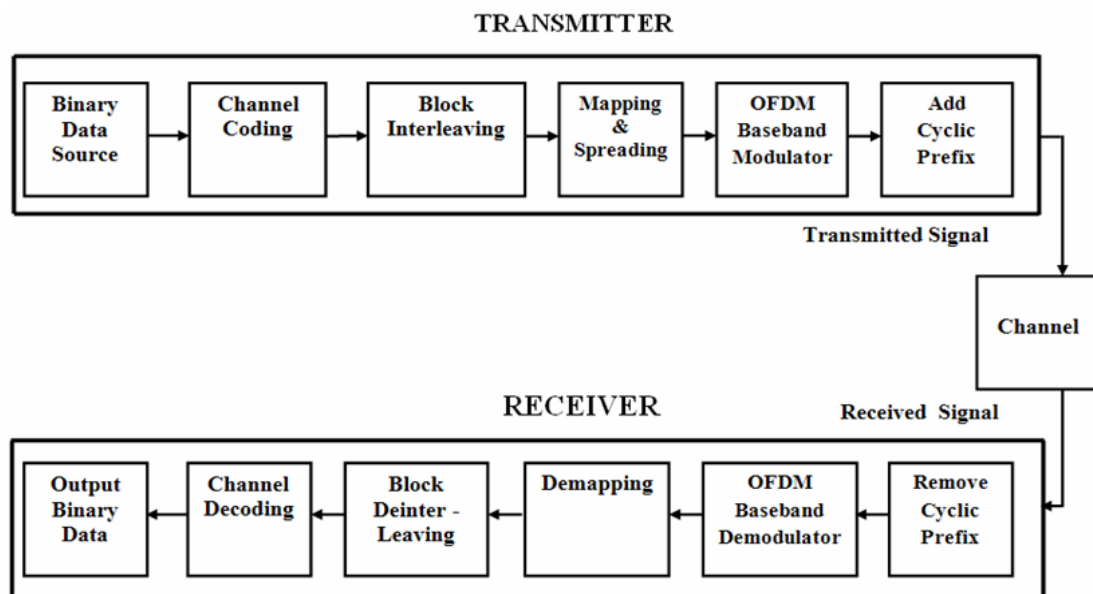 TRANSMITTER
Binary
Data
Source
Channel
Coding
Block
Interleaving
Mapping
&
Spreading
OFDM
Baseband
Modulator
Add
Cyclic
Prefix
Transmitted Signal
Channel
Received Signal
RECEIVER
Output
Binary
Data
Channel
Decoding
Block
Deinter -
Leaving
Demapping
OFDM
Baseband
Demodulator
Remove
Cyclic
Prefix